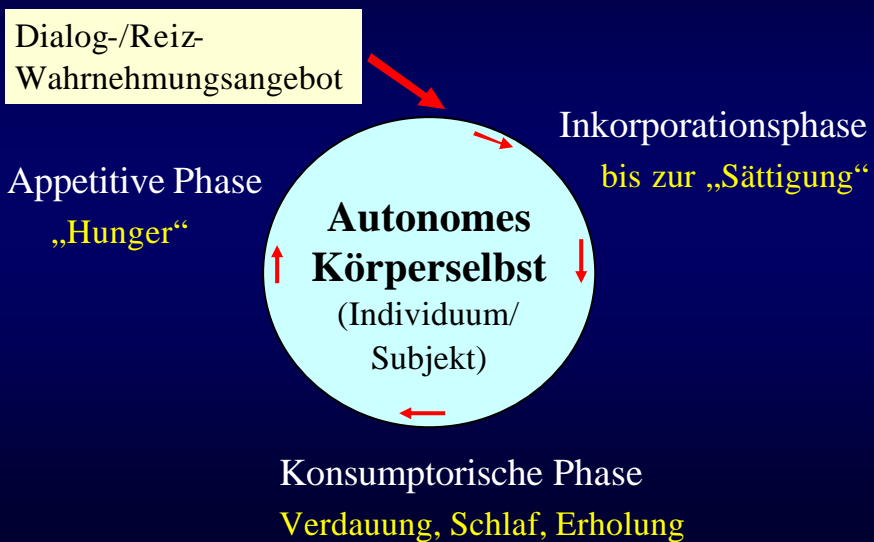 Dialog-/Reiz-
Wahrnehmungsangebot
Inkorporationsphase
bis zur „Sättigung“
Appetitive Phase
„Hunger“
Autonomes
Körperselbst
(Individuum/
Subjekt)
Konsumptorische Phase
Verdauung, Schlaf, Erholung